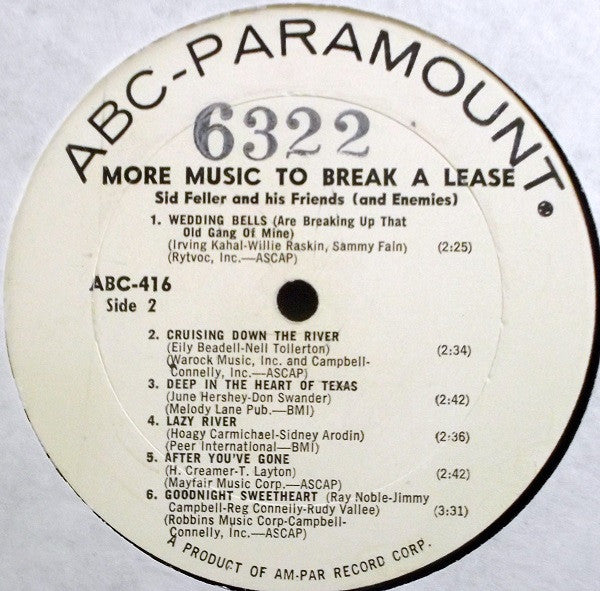 ABC-PARAMOUNT.
6322
MORE MUSIC TO BREAK A LEASE
Sid Feller and his Friends (and Enemies)
1. WEDDING BELLS (Are Breaking Up That
Old Gang Of Mine)
(Irving Kahal-Willie Raskin, Sammy Fain) (2:25)
(Rytvoc, Inc.—ASCAP)
ABC-416
Side 2
2. CRUISING DOWN THE RIVER
(Eily Beadell-Nell Tollerton) (2:34)
(Warock Music, Inc. and Campbell-
Connelly, Inc.—ASCAP)
3. DEEP IN THE HEART OF TEXAS
(June Hershey-Don Swander) (2:42)
(Melody Lane Pub.—BMI)
4. LAZY RIVER
(Hoagy Carmichael-Sidney Arodin) (2:36)
(Peer International—BMI)
5. AFTER YOU'VE GONE
(H. Creamer-T. Layton) (2:42)
(Mayfair Music Corp.—ASCAP)
6. GOODNIGHT SWEETHEART (Ray Noble-Jimmy
Campbell-Reg Conneily-Rudy Vallee) (3:31)
(Robbins Music Corp-Campbell-
Connelly, Inc.—ASCAP)
A PRODUCT OF AM-PAR RECORD CORP.